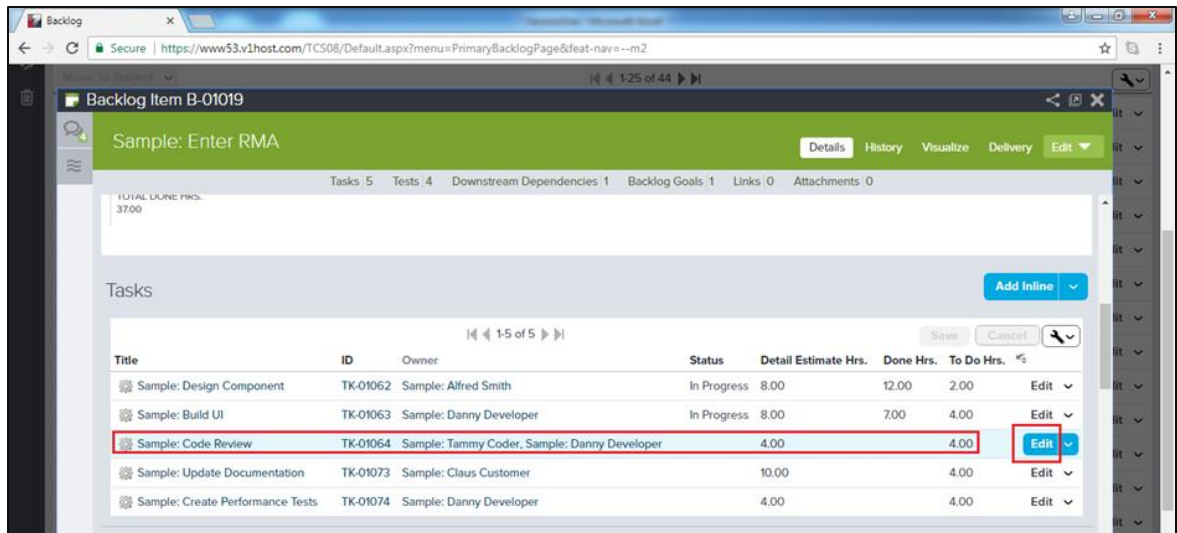 Backlog
Secure | https://www53.v1host.com/TCS08/Default.aspx?menu=PrimaryBacklogPage&feat-nav=--m2
Move To Project 1-25 of 44
Backlog Item B-01019
Sample: Enter RMA Details History Visualize Delivery Edit
Tasks 5 Tests 4 Downstream Dependencies 1 Backlog Goals 1 Links 0 Attachments 0
TOTAL DONE HRS.
37.00
Tasks Add Inline
1-5 of 5 Save Cancel
Title ID Owner Status Detail Estimate Hrs. Done Hrs. To Do Hrs.
Sample: Design Component TK-01062 Sample: Alfred Smith In Progress 8.00 12.00 2.00 Edit
Sample: Build UI TK-01063 Sample: Danny Developer In Progress 8.00 7.00 4.00 Edit
Sample: Code Review TK-01064 Sample: Tammy Coder, Sample: Danny Developer 4.00 4.00 Edit
Sample: Update Documentation TK-01073 Sample: Claus Customer 10.00 4.00 Edit
Sample: Create Performance Tests TK-01074 Sample: Danny Developer 4.00 4.00 Edit